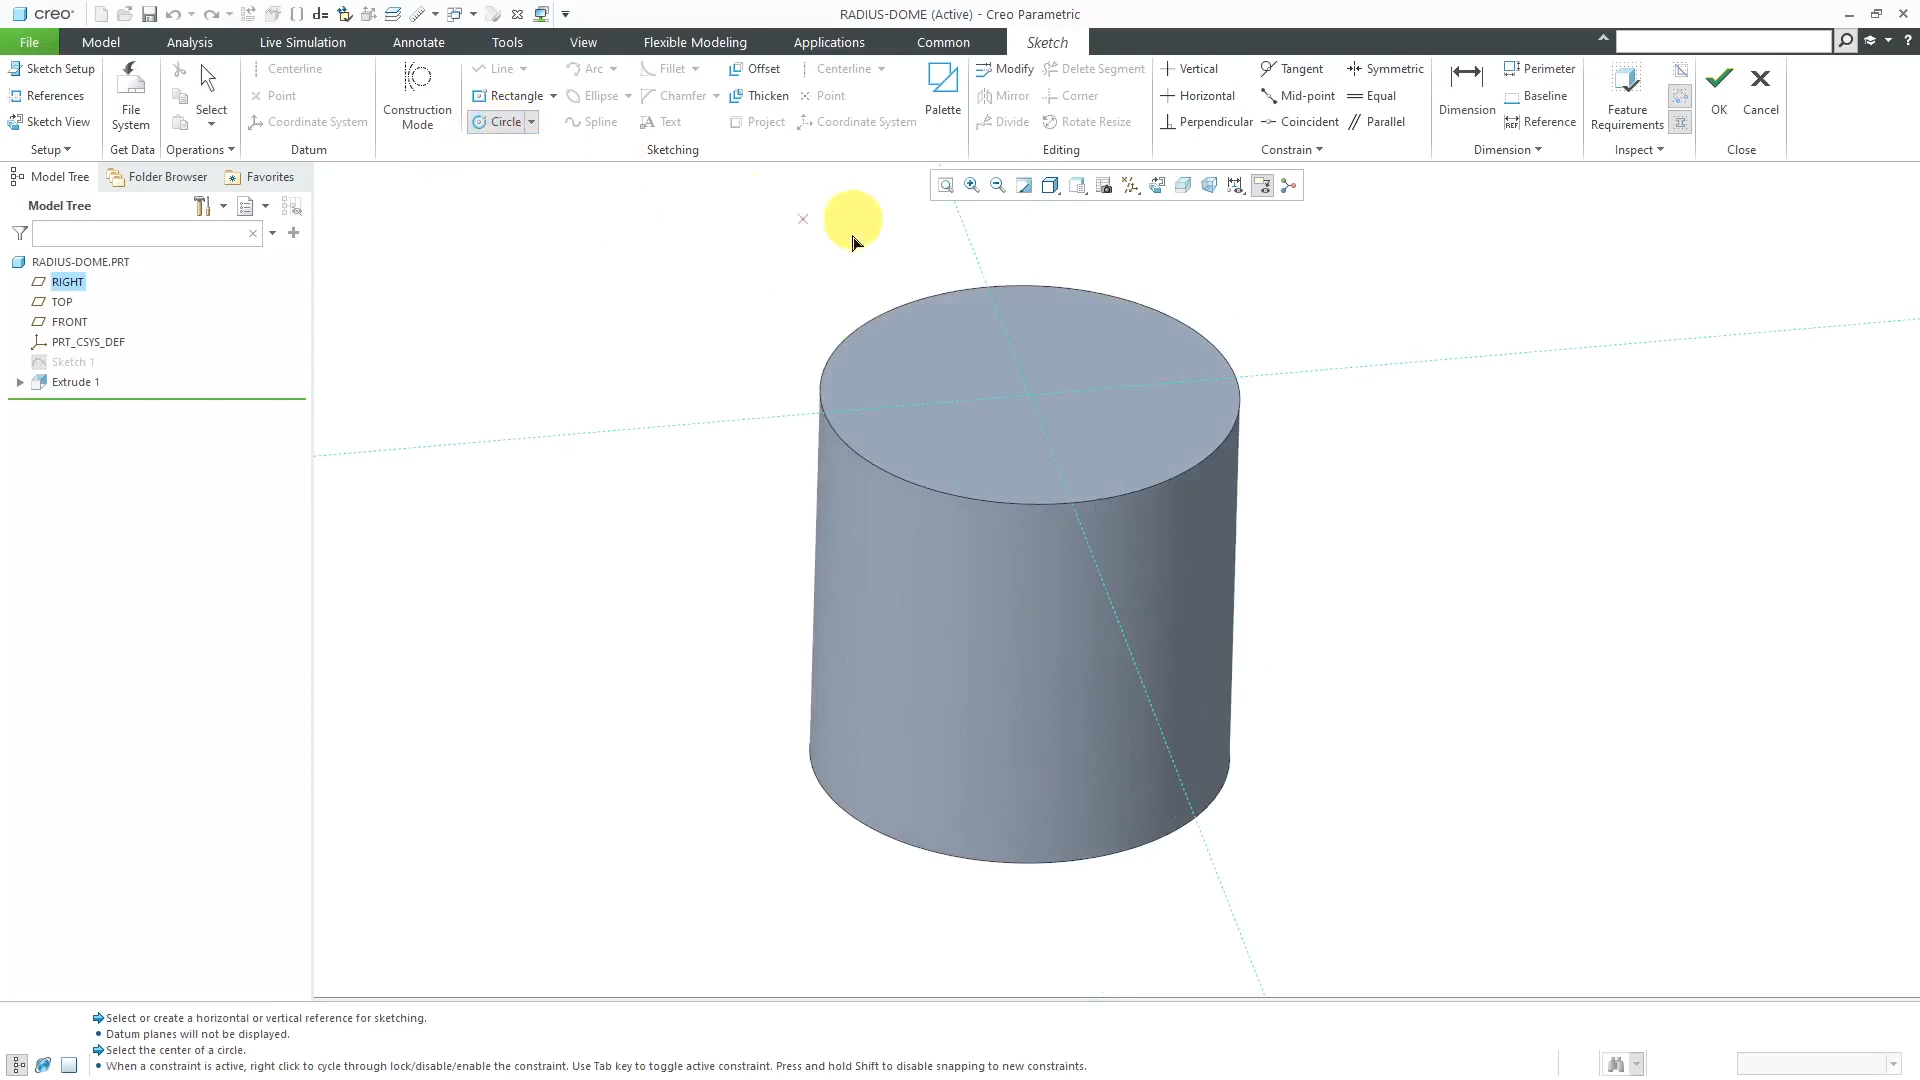 creo
RADIUS-DOME (Active) - Creo Parametric
File Model Analysis Live Simulation Annotate Tools View Flexible Modeling Applications Common Sketch
Sketch Setup
References
Sketch View
Setup
File System
Get Data
Select
Operations
Centerline
Point
Coordinate System
Datum
Construction Mode
Line Arc Fillet Offset Centerline
Rectangle Ellipse Chamfer Thicken Point
Circle Spline Text Project Coordinate System
Palette
Sketching
Modify Delete Segment
Mirror Corner
Divide Rotate Resize
Editing
Vertical Tangent Symmetric
Horizontal Mid-point Equal
Perpendicular Coincident Parallel
Constrain
Dimension
Perimeter
Baseline
REF Reference
Dimension
Feature Requirements
Inspect
OK
Cancel
Close
Model Tree Folder Browser Favorites
Model Tree
RADIUS-DOME.PRT
RIGHT
TOP
FRONT
PRT_CSYS_DEF
Sketch 1
Extrude 1
Select or create a horizontal or vertical reference for sketching.
Datum planes will not be displayed.
Select the center of a circle.
When a constraint is active, right click to cycle through lock/disable/enable the constraint. Use Tab key to toggle active constraint. Press and hold Shift to disable snapping to new constraints.